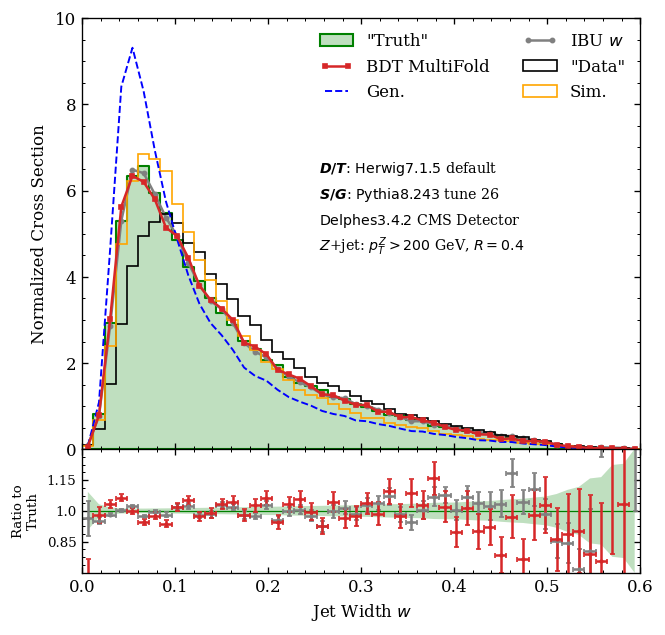 10
8
6
4
2
0
Normalized Cross Section
"Truth"
BDT MultiFold
Gen.
IBU w
"Data"
Sim.
D/T: Herwig7.1.5 default
S/G: Pythia8.243 tune 26
Delphes3.4.2 CMS Detector
Z+jet: p_T^Z > 200 GeV, R = 0.4
1.15
1.0
0.85
Ratio to
Truth
0.0 0.1 0.2 0.3 0.4 0.5 0.6
Jet Width w